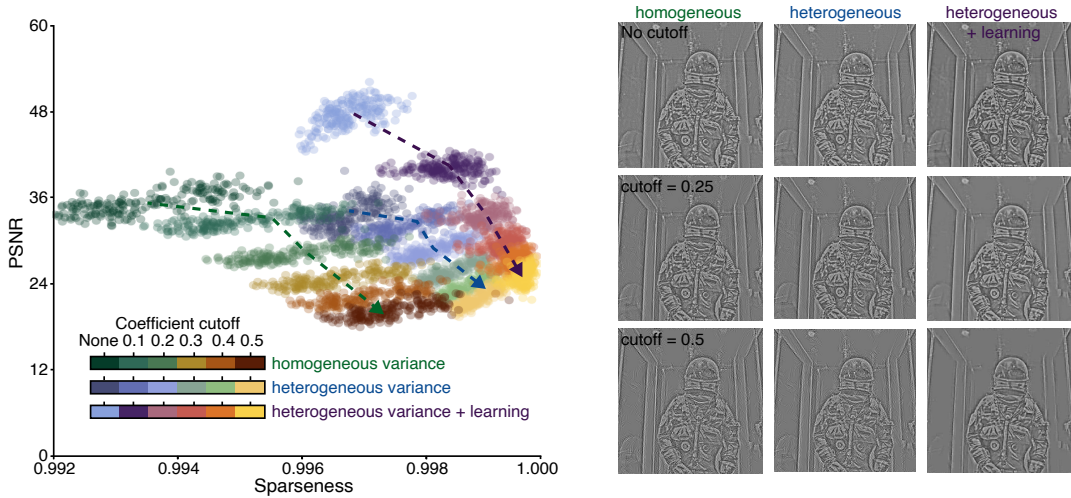 60
48
36
24
12
0
PSNR
0.992
0.994
0.996
0.998
1.000
Sparseness
Coefficient cutoff
None 0.1 0.2 0.3 0.4 0.5
homogeneous variance
heterogeneous variance
heterogeneous variance + learning
homogeneous
heterogeneous
heterogeneous
+ learning
No cutoff
cutoff = 0.25
cutoff = 0.5